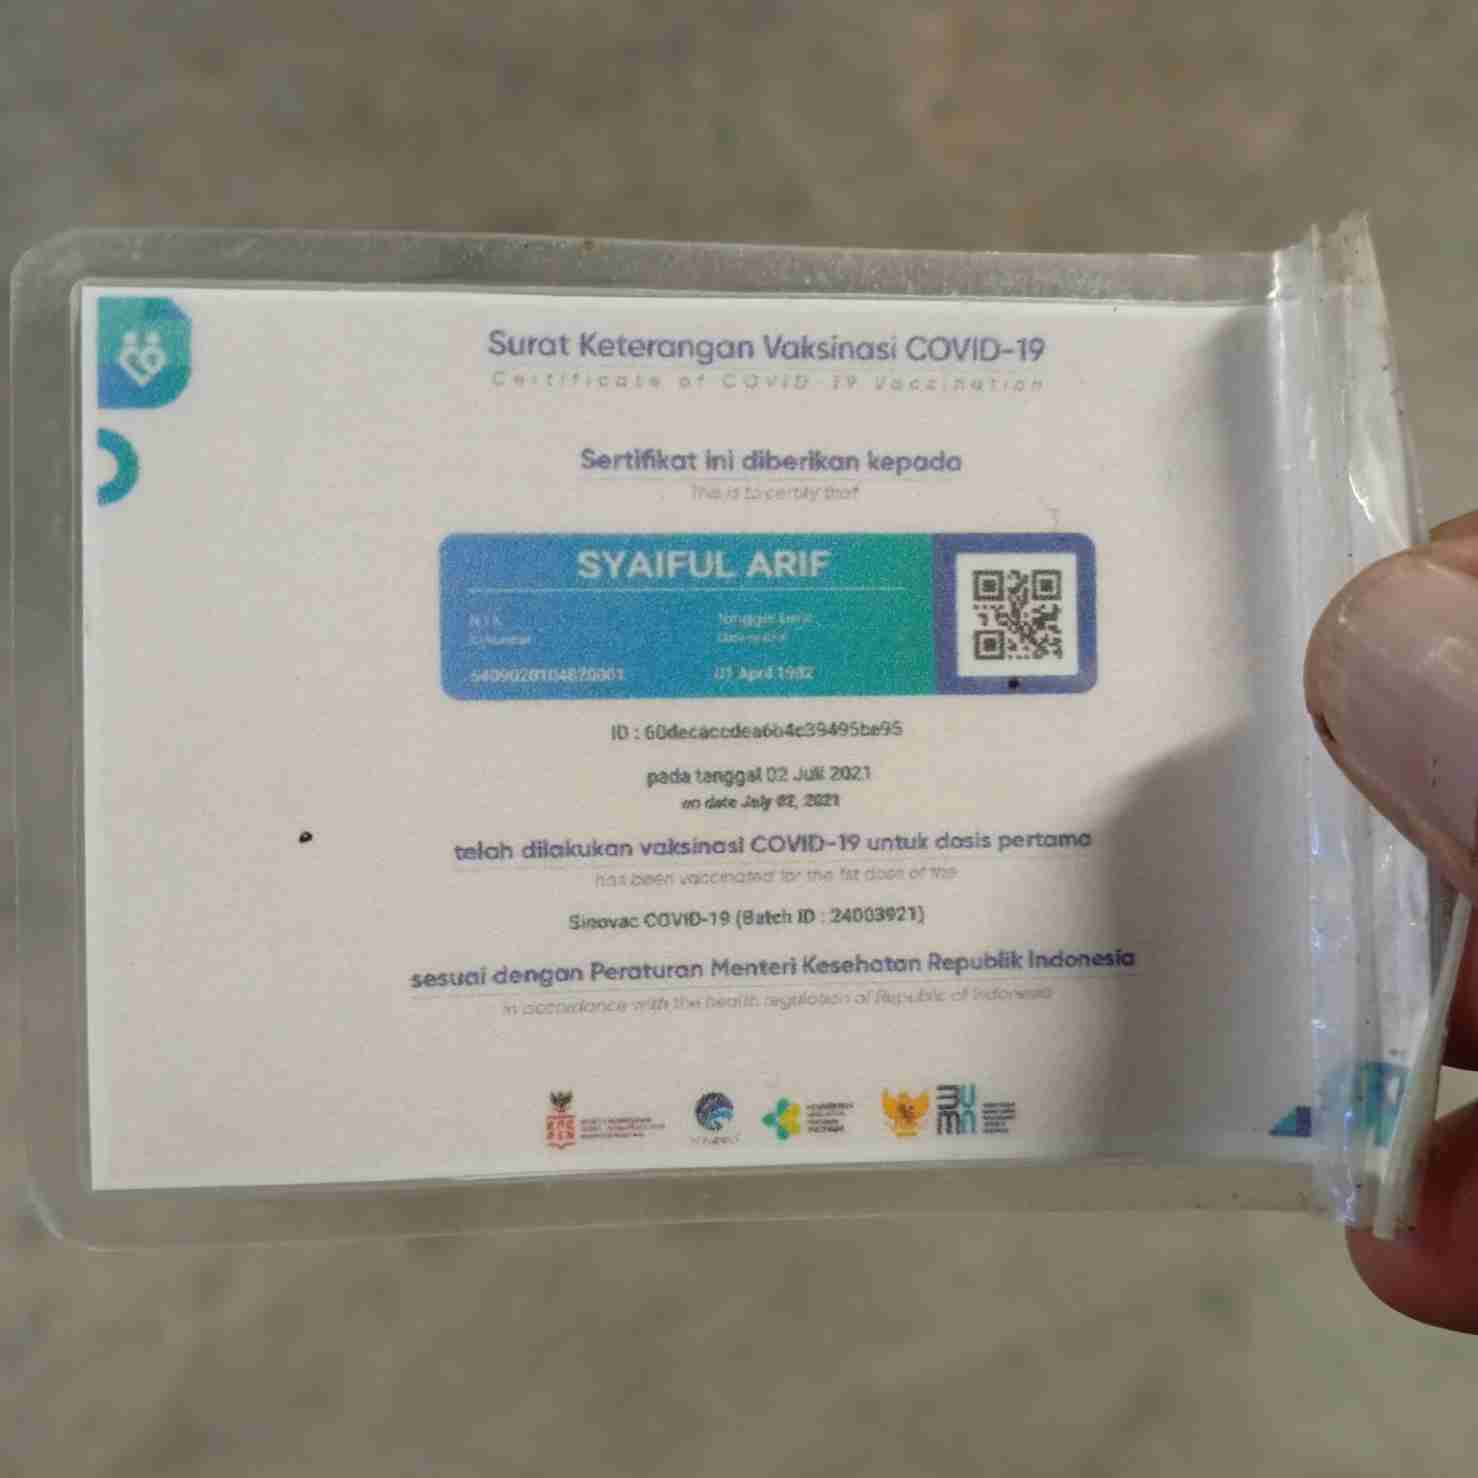 Surat Keterangan Vaksinasi COVID-19
Certificate of COVID-19 Vaccination
Sertifikat ini diberikan kepada
This is to certify that
SYAIFUL ARIF
NIK
Tanggal Lahir
6409020104820001
01 April 1982
ID : 60decaccdea6b4c39495be95
pada tanggal 02 Juli 2021
on date July 02, 2021
telah dilakukan vaksinasi COVID-19 untuk dosis pertama
has been vaccinated for the 1st dose of the
Sinovac COVID-19 (Batch ID : 24003921)
sesuai dengan Peraturan Menteri Kesehatan Republik Indonesia
in accordance with the health regulation of Republic of Indonesia